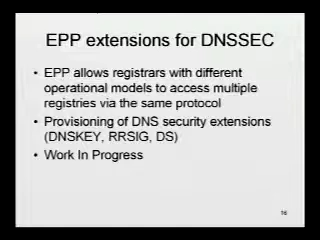 EPP extensions for DNSSEC
• EPP allows registrars with different
operational models to access multiple
registries via the same protocol
• Provisioning of DNS security extensions
(DNSKEY, RRSIG, DS)
• Work In Progress
16